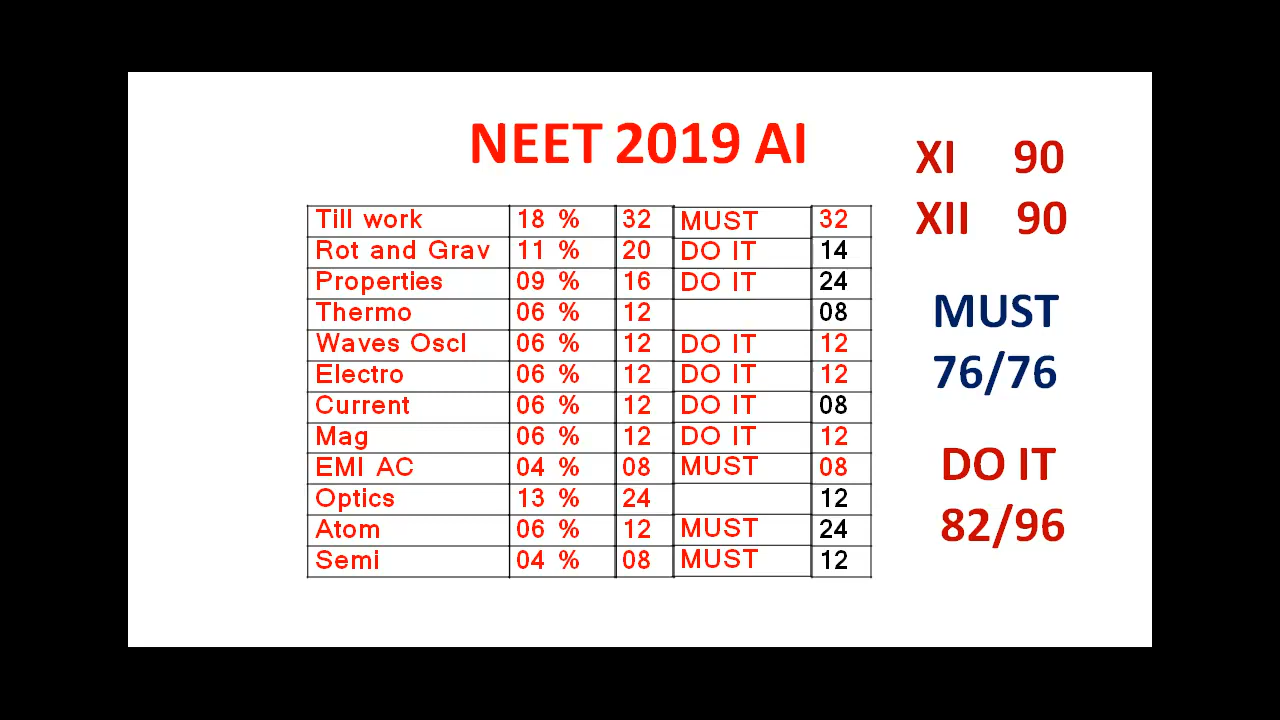 NEET 2019 AI
Till work 18 % 32 MUST 32
Rot and Grav 11 % 20 DO IT 14
Properties 09 % 16 DO IT 24
Thermo 06 % 12 08
Waves Oscl 06 % 12 DO IT 12
Electro 06 % 12 DO IT 12
Current 06 % 12 DO IT 08
Mag 06 % 12 DO IT 12
EMI AC 04 % 08 MUST 08
Optics 13 % 24 12
Atom 06 % 12 MUST 24
Semi 04 % 08 MUST 12
XI 90
XII 90
MUST
76/76
DO IT
82/96